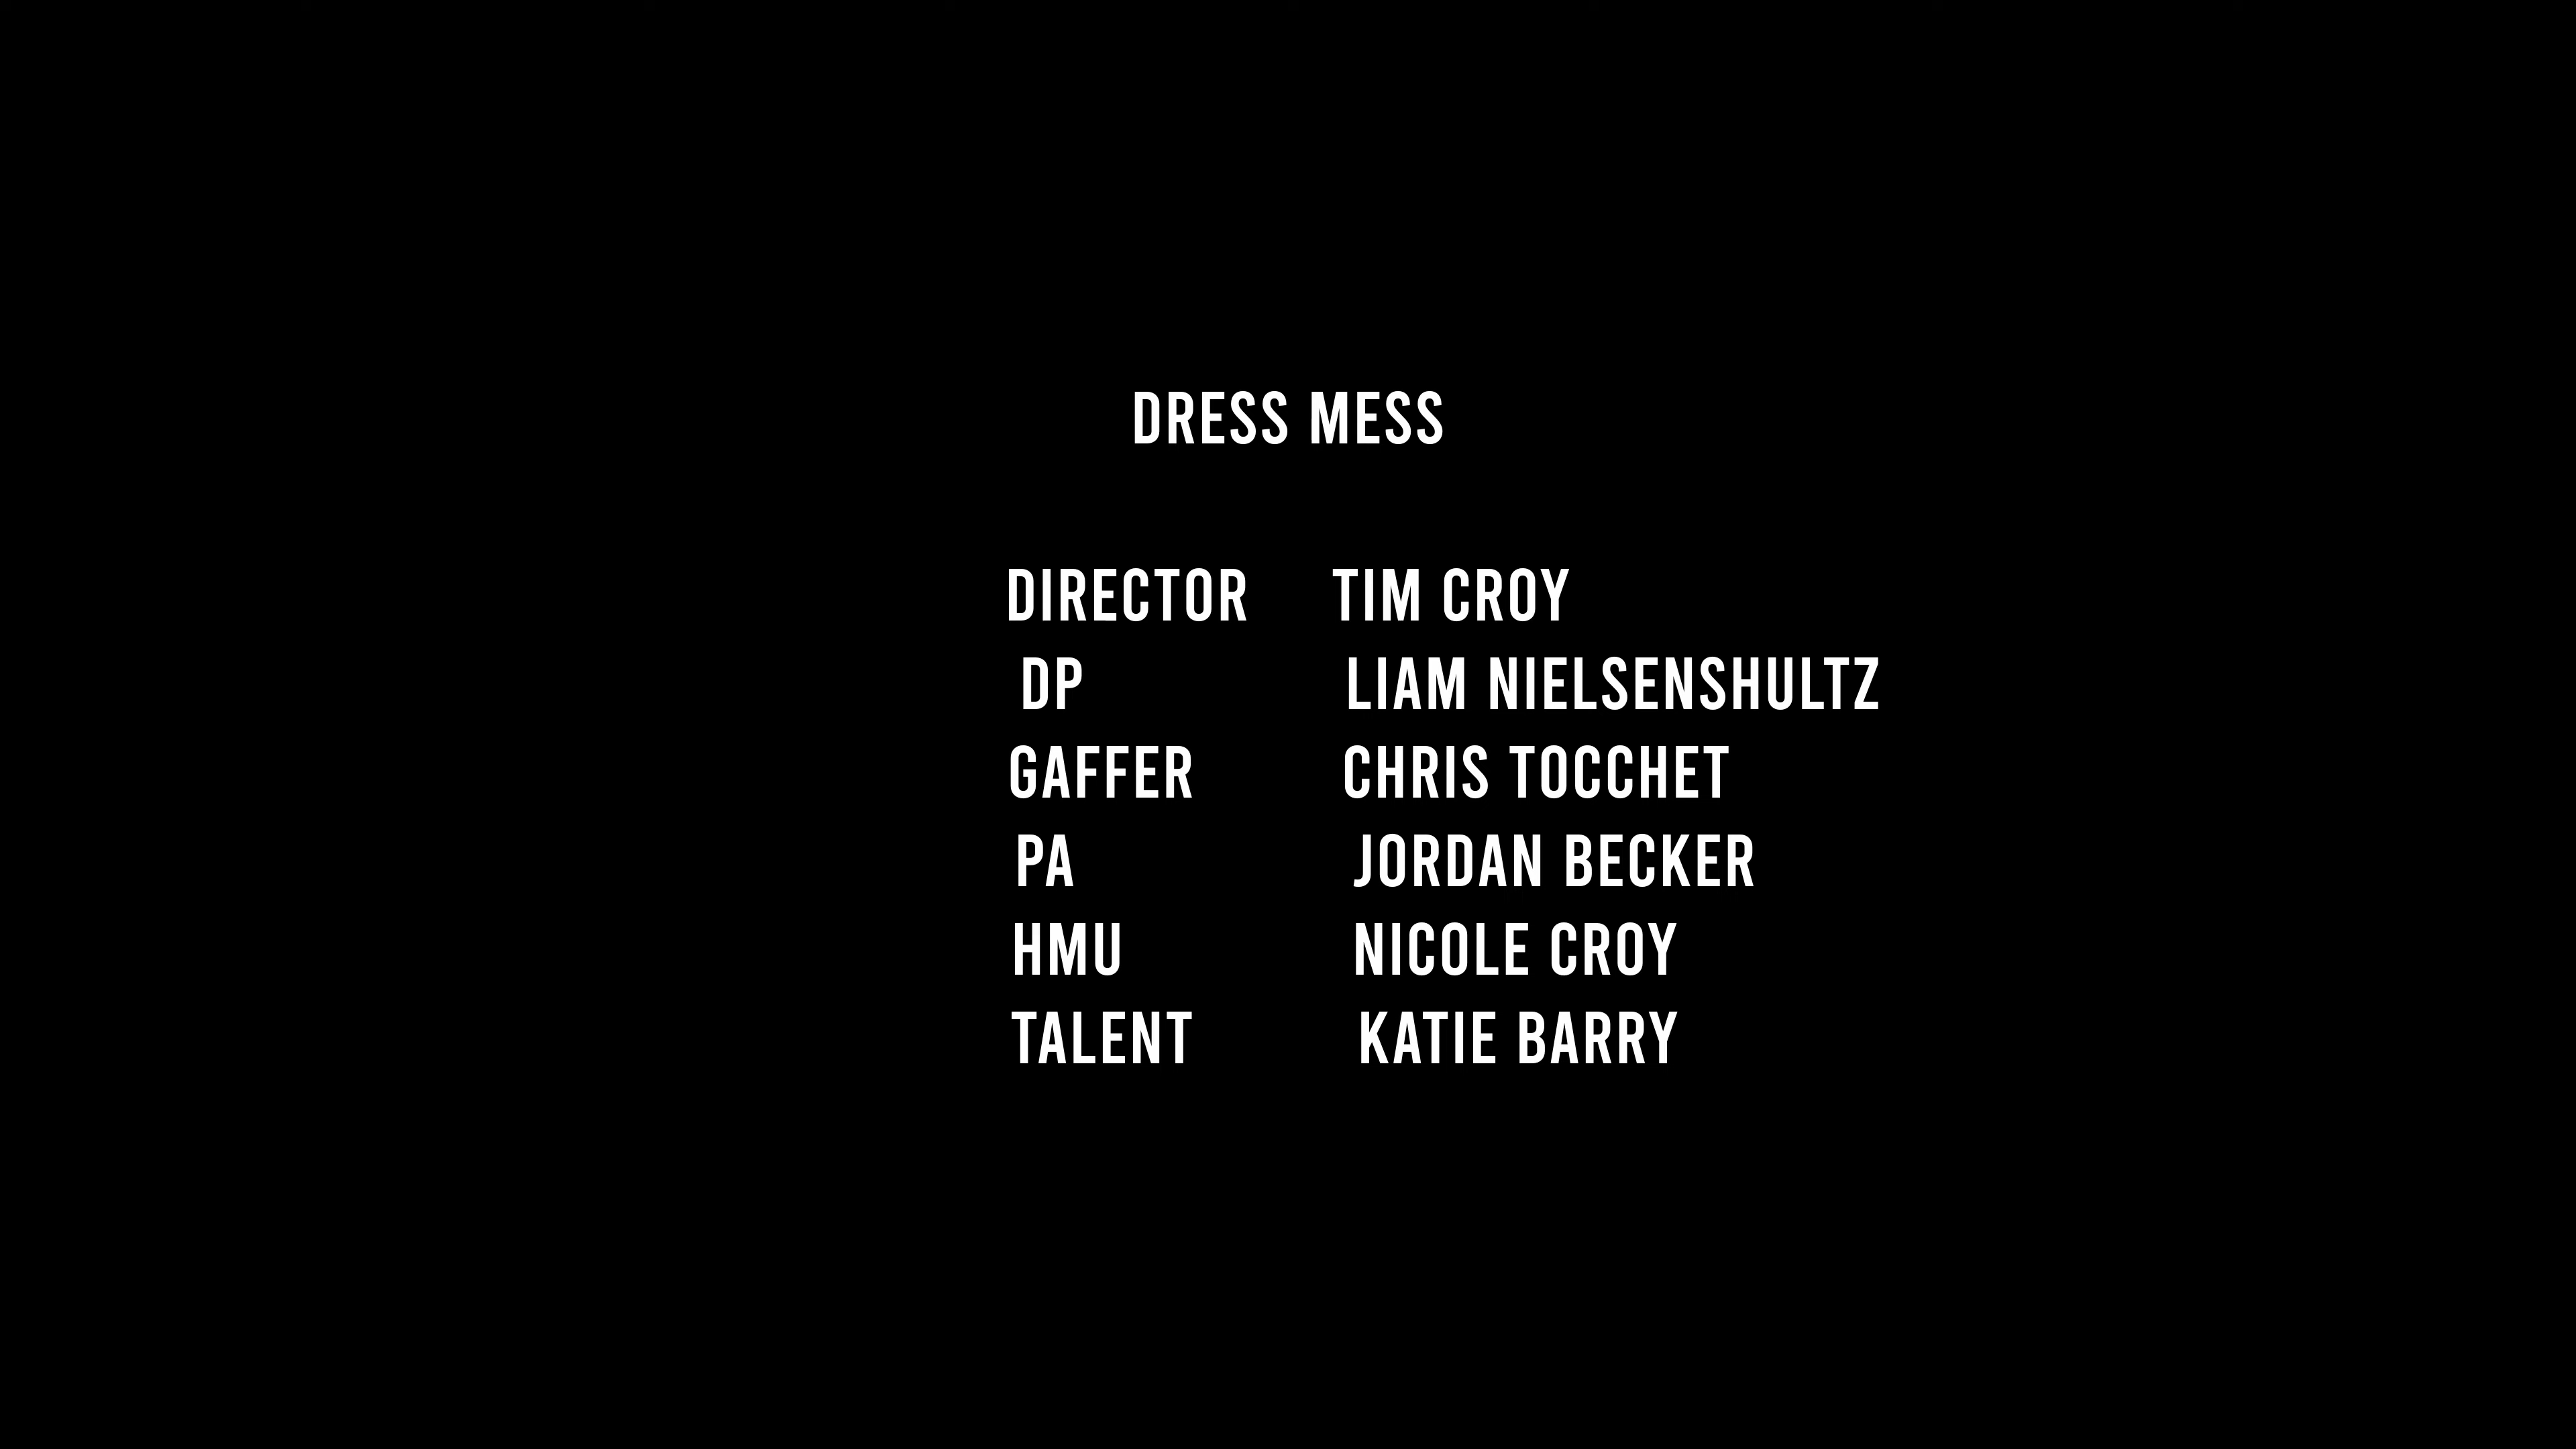 DRESS MESS
DIRECTOR TIM CROY
DP LIAM NIELSENSHULTZ
GAFFER CHRIS TOCCHET
PA JORDAN BECKER
HMU NICOLE CROY
TALENT KATIE BARRY